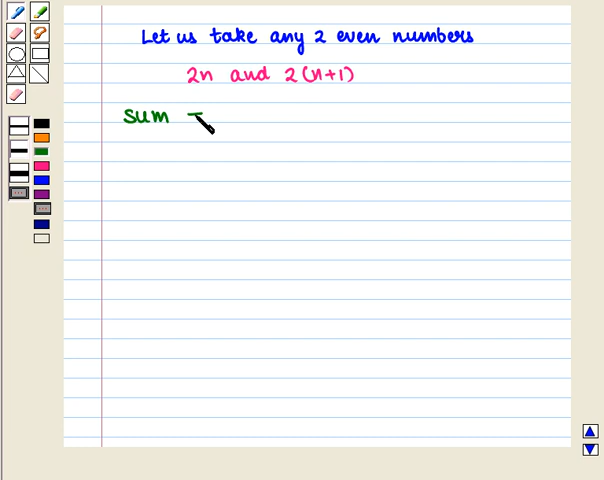 Let us take any 2 even numbers
2n and 2(n+1)
Sum